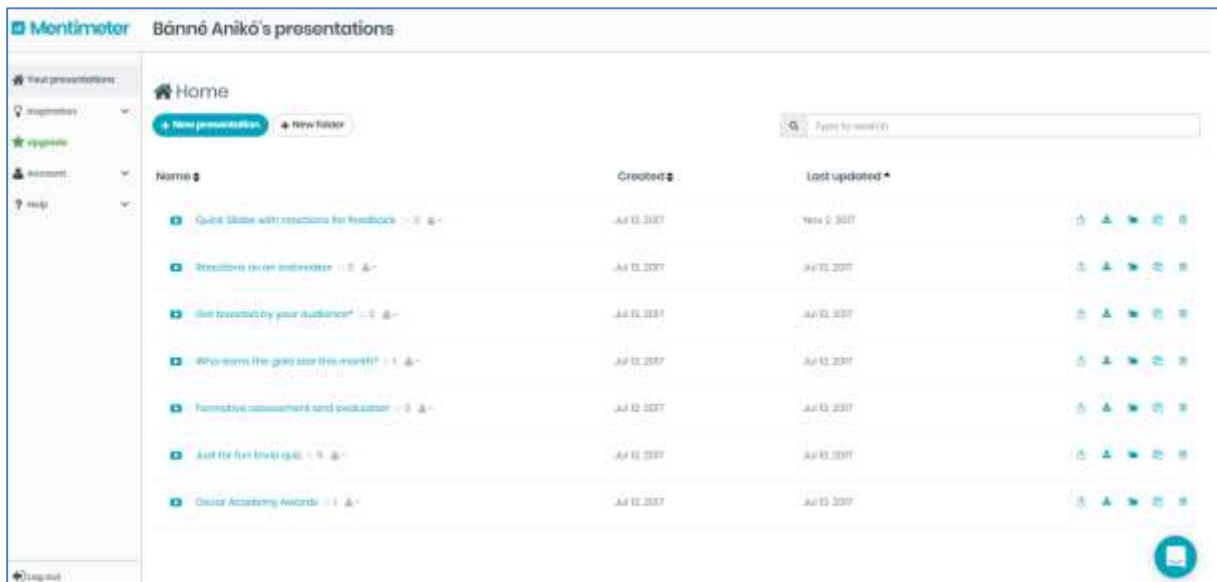 Mentimeter
Bánné Anikó's presentations
Your presentations
Home
Inspiration
+ New presentation
+ New folder
Type to search
Upgrade
Account
Name
Created
Last updated
Help
Quick Slides with reactions for feedback
Jul 13, 2017
Nov 2, 2017
Reactions as an icebreaker
Jul 13, 2017
Jul 13, 2017
Get boosted by your audience*
Jul 13, 2017
Jul 13, 2017
Who earns the gold star this month?
Jul 13, 2017
Jul 13, 2017
Formative assessment and evaluation
Jul 13, 2017
Jul 13, 2017
Just for fun trivia quiz
Jul 13, 2017
Jul 13, 2017
Oscar Academy Awards
Jul 13, 2017
Jul 13, 2017
Log out